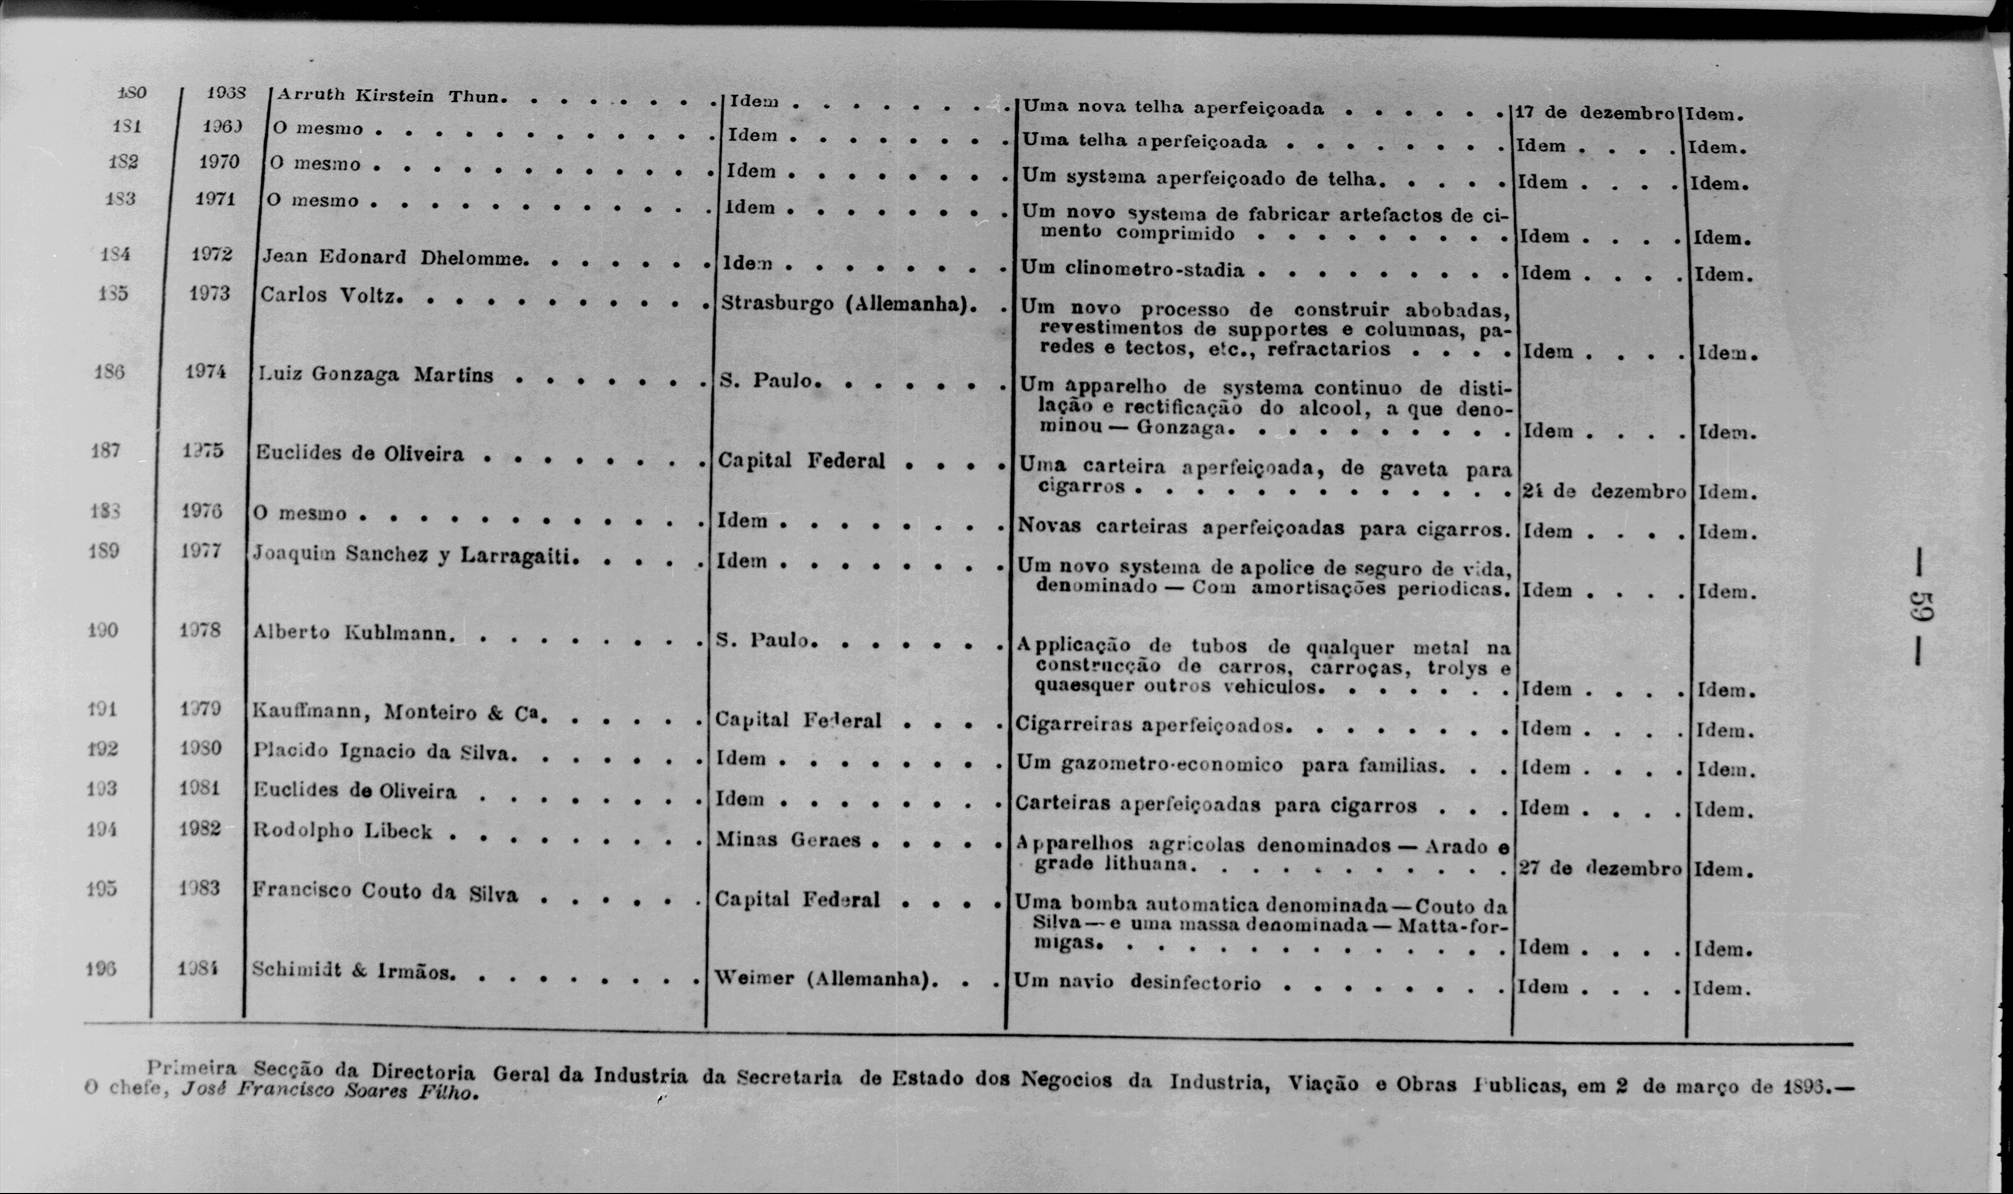 180 1968 Arruth Kirstein Thun. . . . . . . . Idem . . . . . . . . Uma nova telha aperfeiçoada . . . . . . 17 de dezembro Idem.
181 1969 O mesmo . . . . . . . . . . . . Idem . . . . . . . . Uma telha aperfeiçoada . . . . . . . . Idem . . . . Idem.
182 1970 O mesmo . . . . . . . . . . . . Idem . . . . . . . . Um systema aperfeiçoado de telha. . . . . Idem . . . . Idem.
183 1971 O mesmo . . . . . . . . . . . . Idem . . . . . . . . Um novo systema de fabricar artefactos de ci-
mento comprimido . . . . . . . . . Idem . . . . Idem.
184 1972 Jean Edonard Dhelomme. . . . . . . Idem . . . . . . . . Um clinometro-stadia . . . . . . . . . Idem . . . . Idem.
185 1973 Carlos Voltz. . . . . . . . . . . Strasburgo (Allemanha). . Um novo processo de construir abobadas,
revestimentos de supportes e columnas, pa-
redes e tectos, etc., refractarios . . . . Idem . . . . Idem.
186 1974 Luiz Gonzaga Martins . . . . . . . S. Paulo. . . . . . . Um apparelho de systema continuo de disti-
lação e rectificação do alcool, a que deno-
minou — Gonzaga. . . . . . . . . . Idem . . . . Idem.
187 1975 Euclides de Oliveira . . . . . . . . Capital Federal . . . . Uma carteira aperfeiçoada, de gaveta para
cigarros . . . . . . . . . . . . . 21 de dezembro Idem.
188 1976 O mesmo . . . . . . . . . . . . Idem . . . . . . . . Novas carteiras aperfeiçoadas para cigarros. Idem . . . . Idem.
189 1977 Joaquim Sanchez y Larragaiti. . . . . Idem . . . . . . . . Um novo systema de apolice de seguro de vida,
denominado — Com amortisações periodicas. Idem . . . . Idem.
190 1978 Alberto Kuhlmann. . . . . . . . . S. Paulo. . . . . . . Applicação de tubos de qualquer metal na
construcção de carros, carroças, trolys e
quaesquer outros vehiculos. . . . . . . Idem . . . . Idem.
191 1979 Kauffmann, Monteiro & Cª. . . . . . Capital Federal . . . . Cigarreiras aperfeiçoados. . . . . . . . Idem . . . . Idem.
192 1980 Placido Ignacio da Silva. . . . . . . Idem . . . . . . . . Um gazometro-economico para familias. . . Idem . . . . Idem.
193 1981 Euclides de Oliveira . . . . . . . . Idem . . . . . . . . Carteiras aperfeiçoadas para cigarros . . . Idem . . . . Idem.
194 1982 Rodolpho Libeck . . . . . . . . . Minas Geraes . . . . . Apparelhos agricolas denominados — Arado e
grade lithuana. . . . . . . . . . . 27 de dezembro Idem.
195 1983 Francisco Couto da Silva . . . . . . Capital Federal . . . . Uma bomba automatica denominada — Couto da
Silva — e uma massa denominada — Matta-for-
migas. . . . . . . . . . . . . . Idem . . . . Idem.
196 1984 Schimidt & Irmãos. . . . . . . . . Weimer (Allemanha). . . Um navio desinfectorio . . . . . . . . Idem . . . . Idem.
Primeira Secção da Directoria Geral da Industria da Secretaria de Estado dos Negocios da Industria, Viação e Obras Publicas, em 2 de março de 1896.—
O chefe, José Francisco Soares Filho.
— 59 —